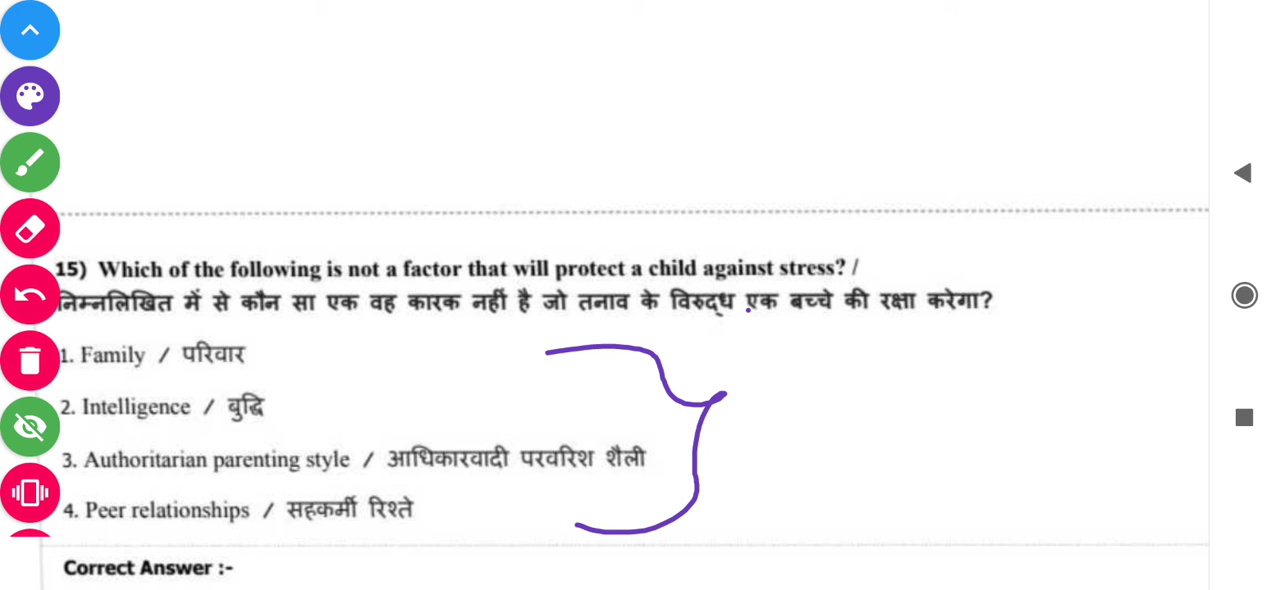 15) Which of the following is not a factor that will protect a child against stress? /
निम्नलिखित में से कौन सा एक वह कारक नहीं है जो तनाव के विरुद्ध एक बच्चे की रक्षा करेगा?
1. Family / परिवार
2. Intelligence / बुद्धि
3. Authoritarian parenting style / आधिकारवादी परवरिश शैली
4. Peer relationships / सहकर्मी रिश्ते
Correct Answer :-